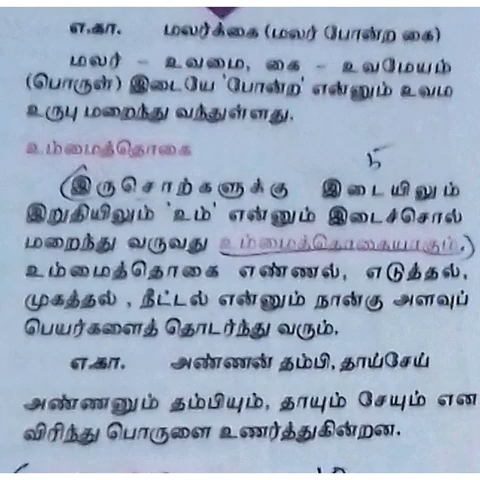 எ.கா. மலர்க்கை (மலர் போன்ற கை)
மலர் - உவமை, கை - உவமேயம்
(பொருள்) இடையே 'போன்ற' என்னும் உவம
உருபு மறைந்து வந்துள்ளது.
உம்மைத்தொகை
5
(இருசொற்களுக்கு இடையிலும்
இறுதியிலும் 'உம்' என்னும் இடைச்சொல்
மறைந்து வருவது உம்மைத்தொகையாகும்.)
உம்மைத்தொகை எண்ணல், எடுத்தல்,
முகத்தல் , நீட்டல் என்னும் நான்கு அளவுப்
பெயர்களைத் தொடர்ந்து வரும்.
எ.கா. அண்ணன் தம்பி, தாய்சேய்
அண்ணனும் தம்பியும், தாயும் சேயும் என
விரிந்து பொருளை உணர்த்துகின்றன.